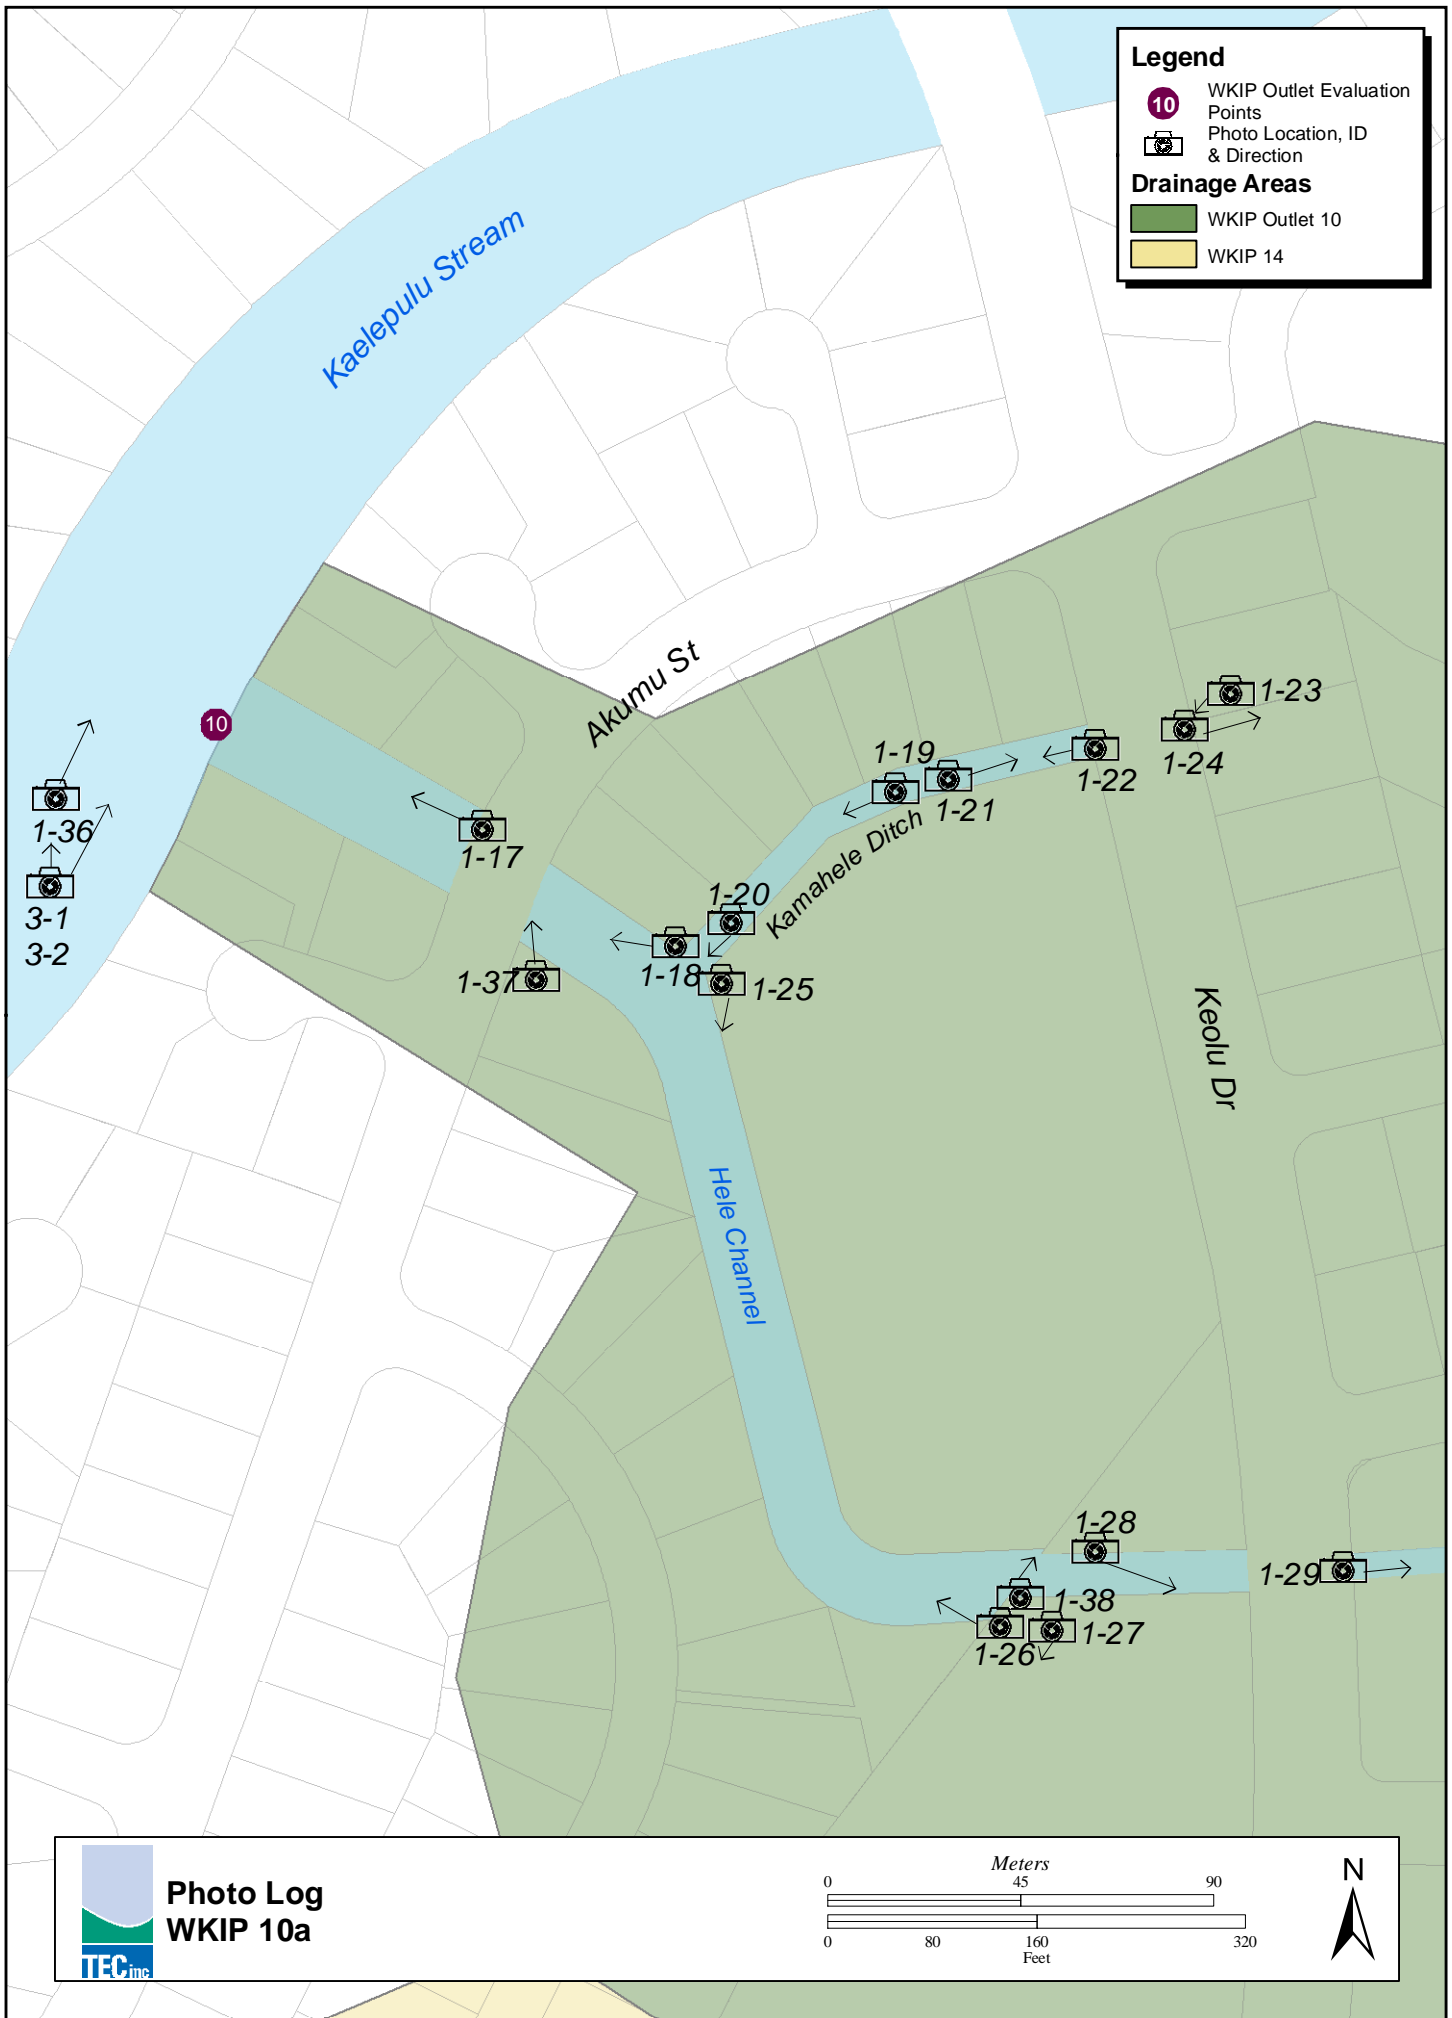 Legend
10
WKIP Outlet Evaluation
Points
Photo Location, ID
& Direction
Drainage Areas
WKIP Outlet 10
WKIP 14
Kaelepulu Stream
Akumu St
10
1-23
1-24
1-19
1-21
1-22
1-36
1-17
3-1
3-2
1-20
Kamahele Ditch
1-18
1-37
1-25
Keolu Dr
Hele Channel
1-28
1-29
1-38
1-27
1-26
TEC inc
Photo Log
WKIP 10a
Meters
0 45 90
0 80 160 320
Feet
N